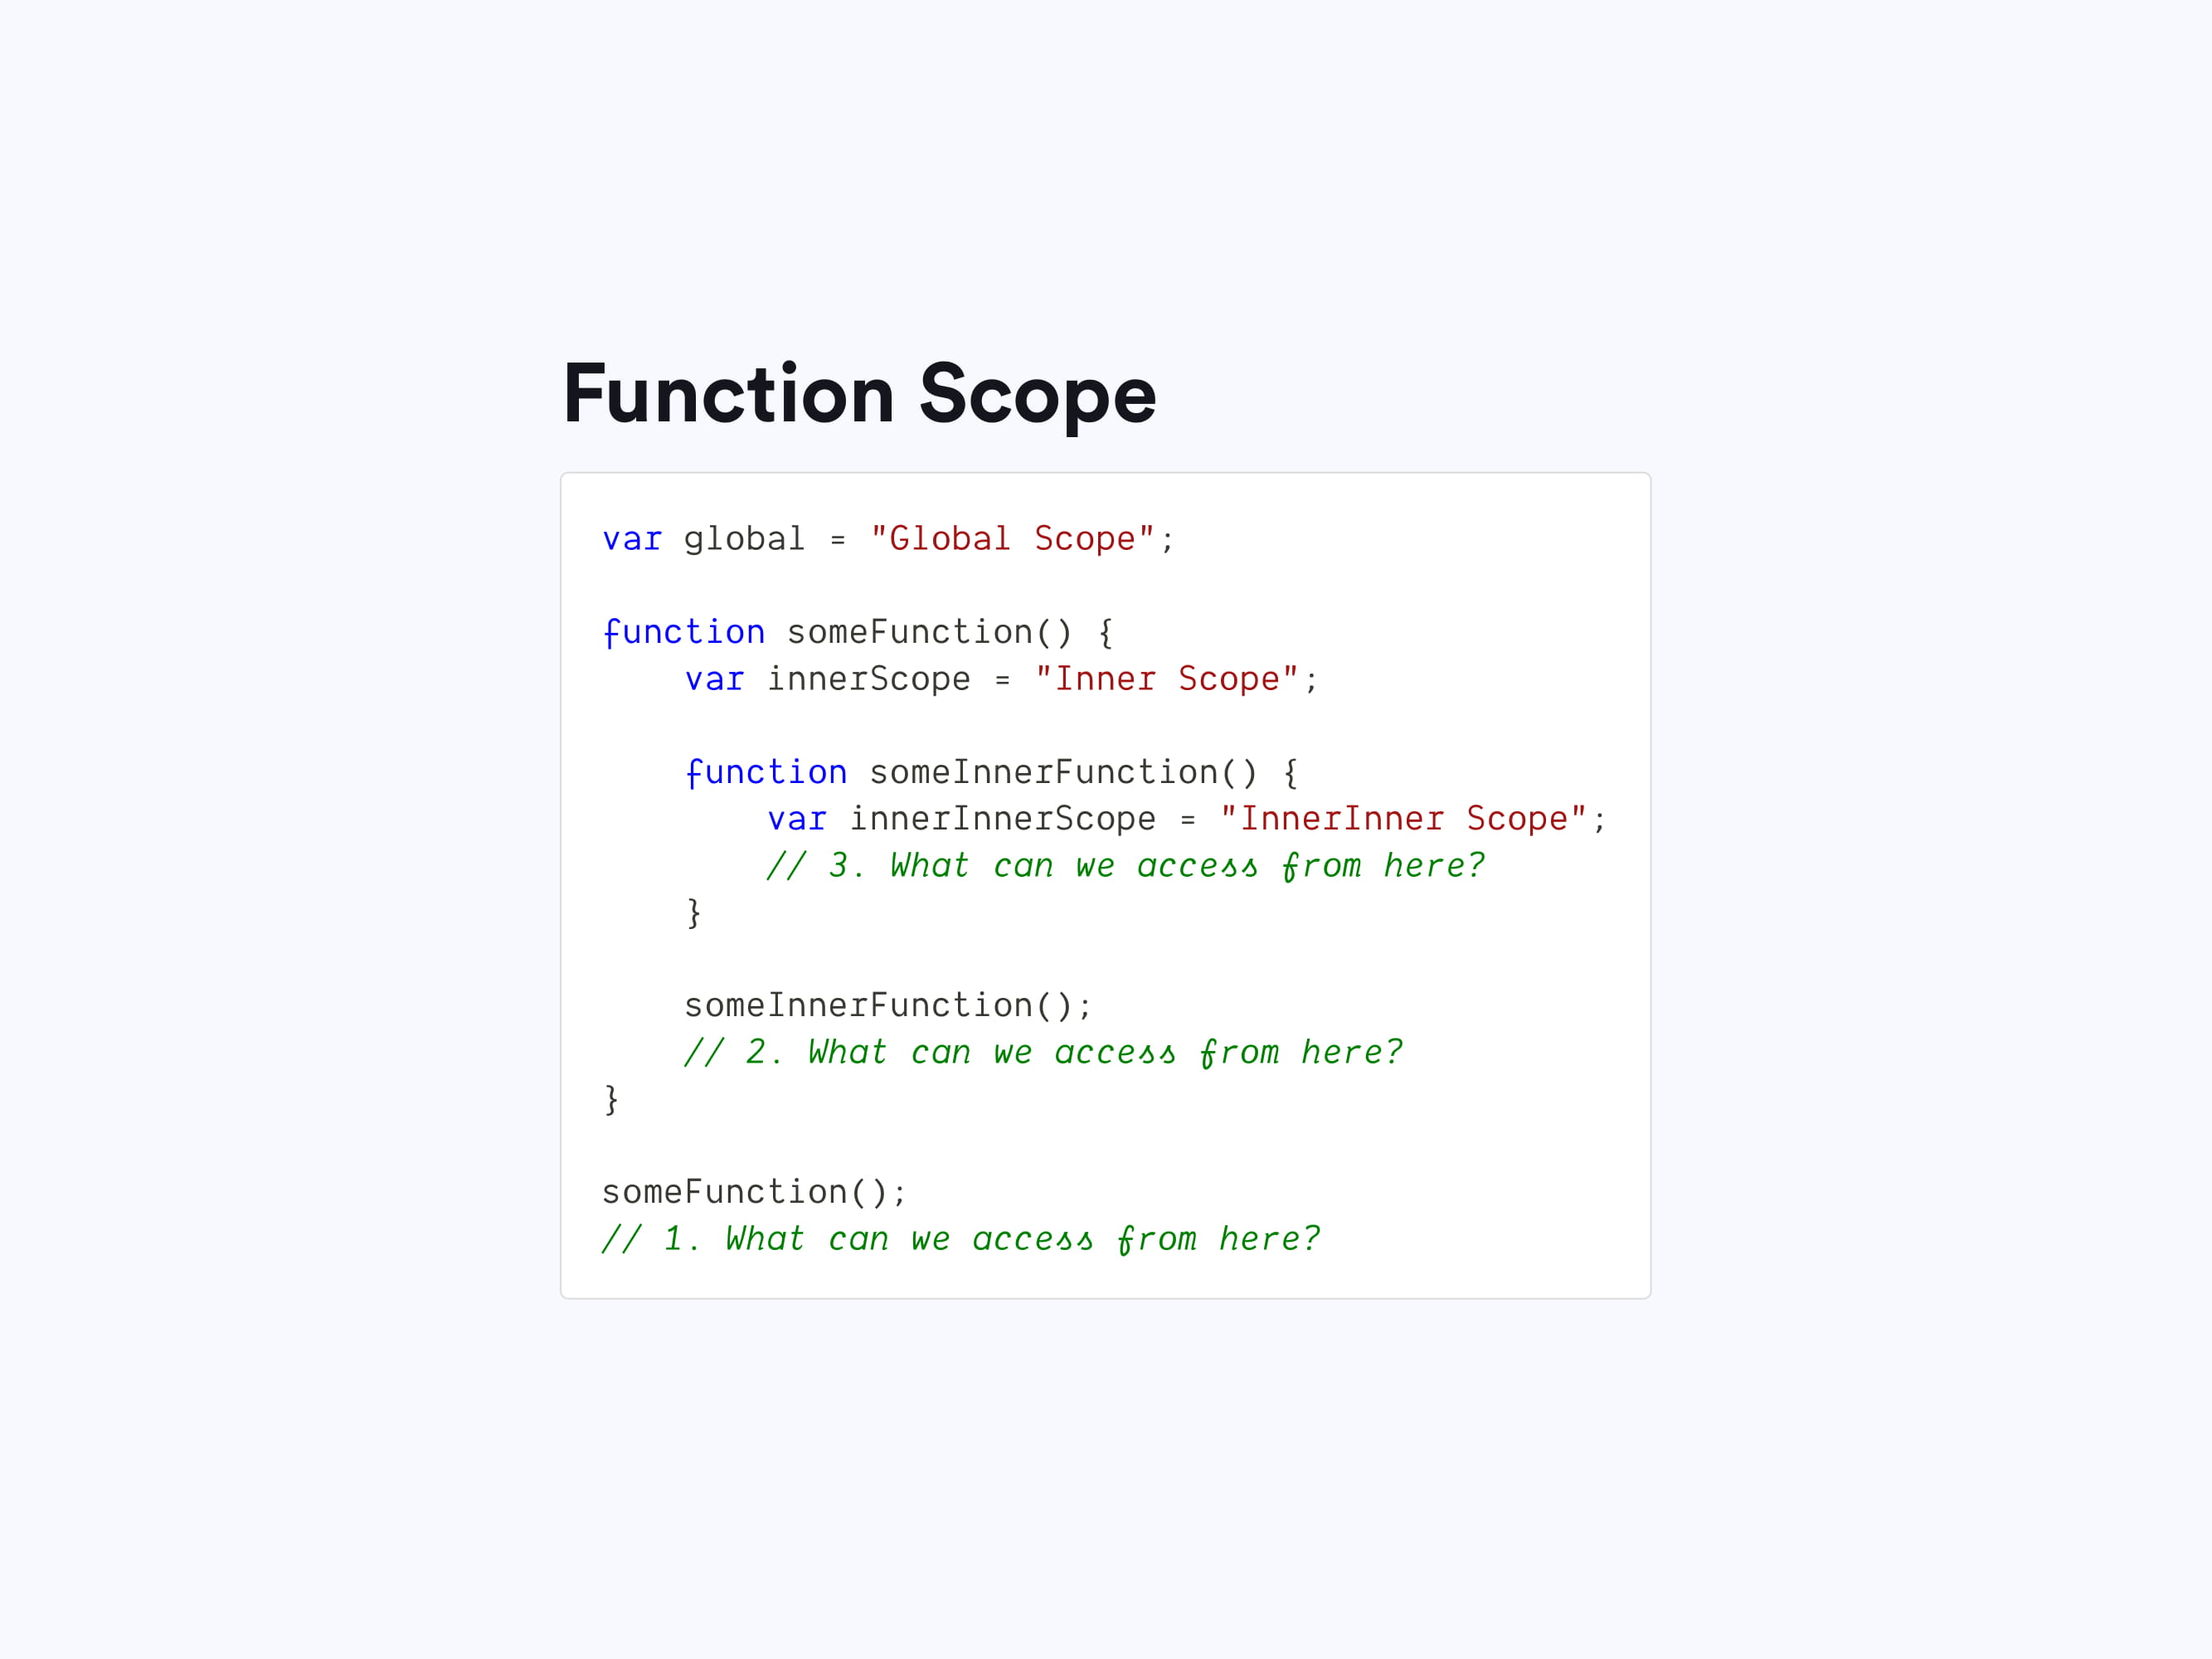 Function Scope
var global = "Global Scope";
function someFunction() {
var innerScope = "Inner Scope";
function someInnerFunction() {
var innerInnerScope = "InnerInner Scope";
// 3. What can we access from here?
}
someInnerFunction();
// 2. What can we access from here?
}
someFunction();
// 1. What can we access from here?